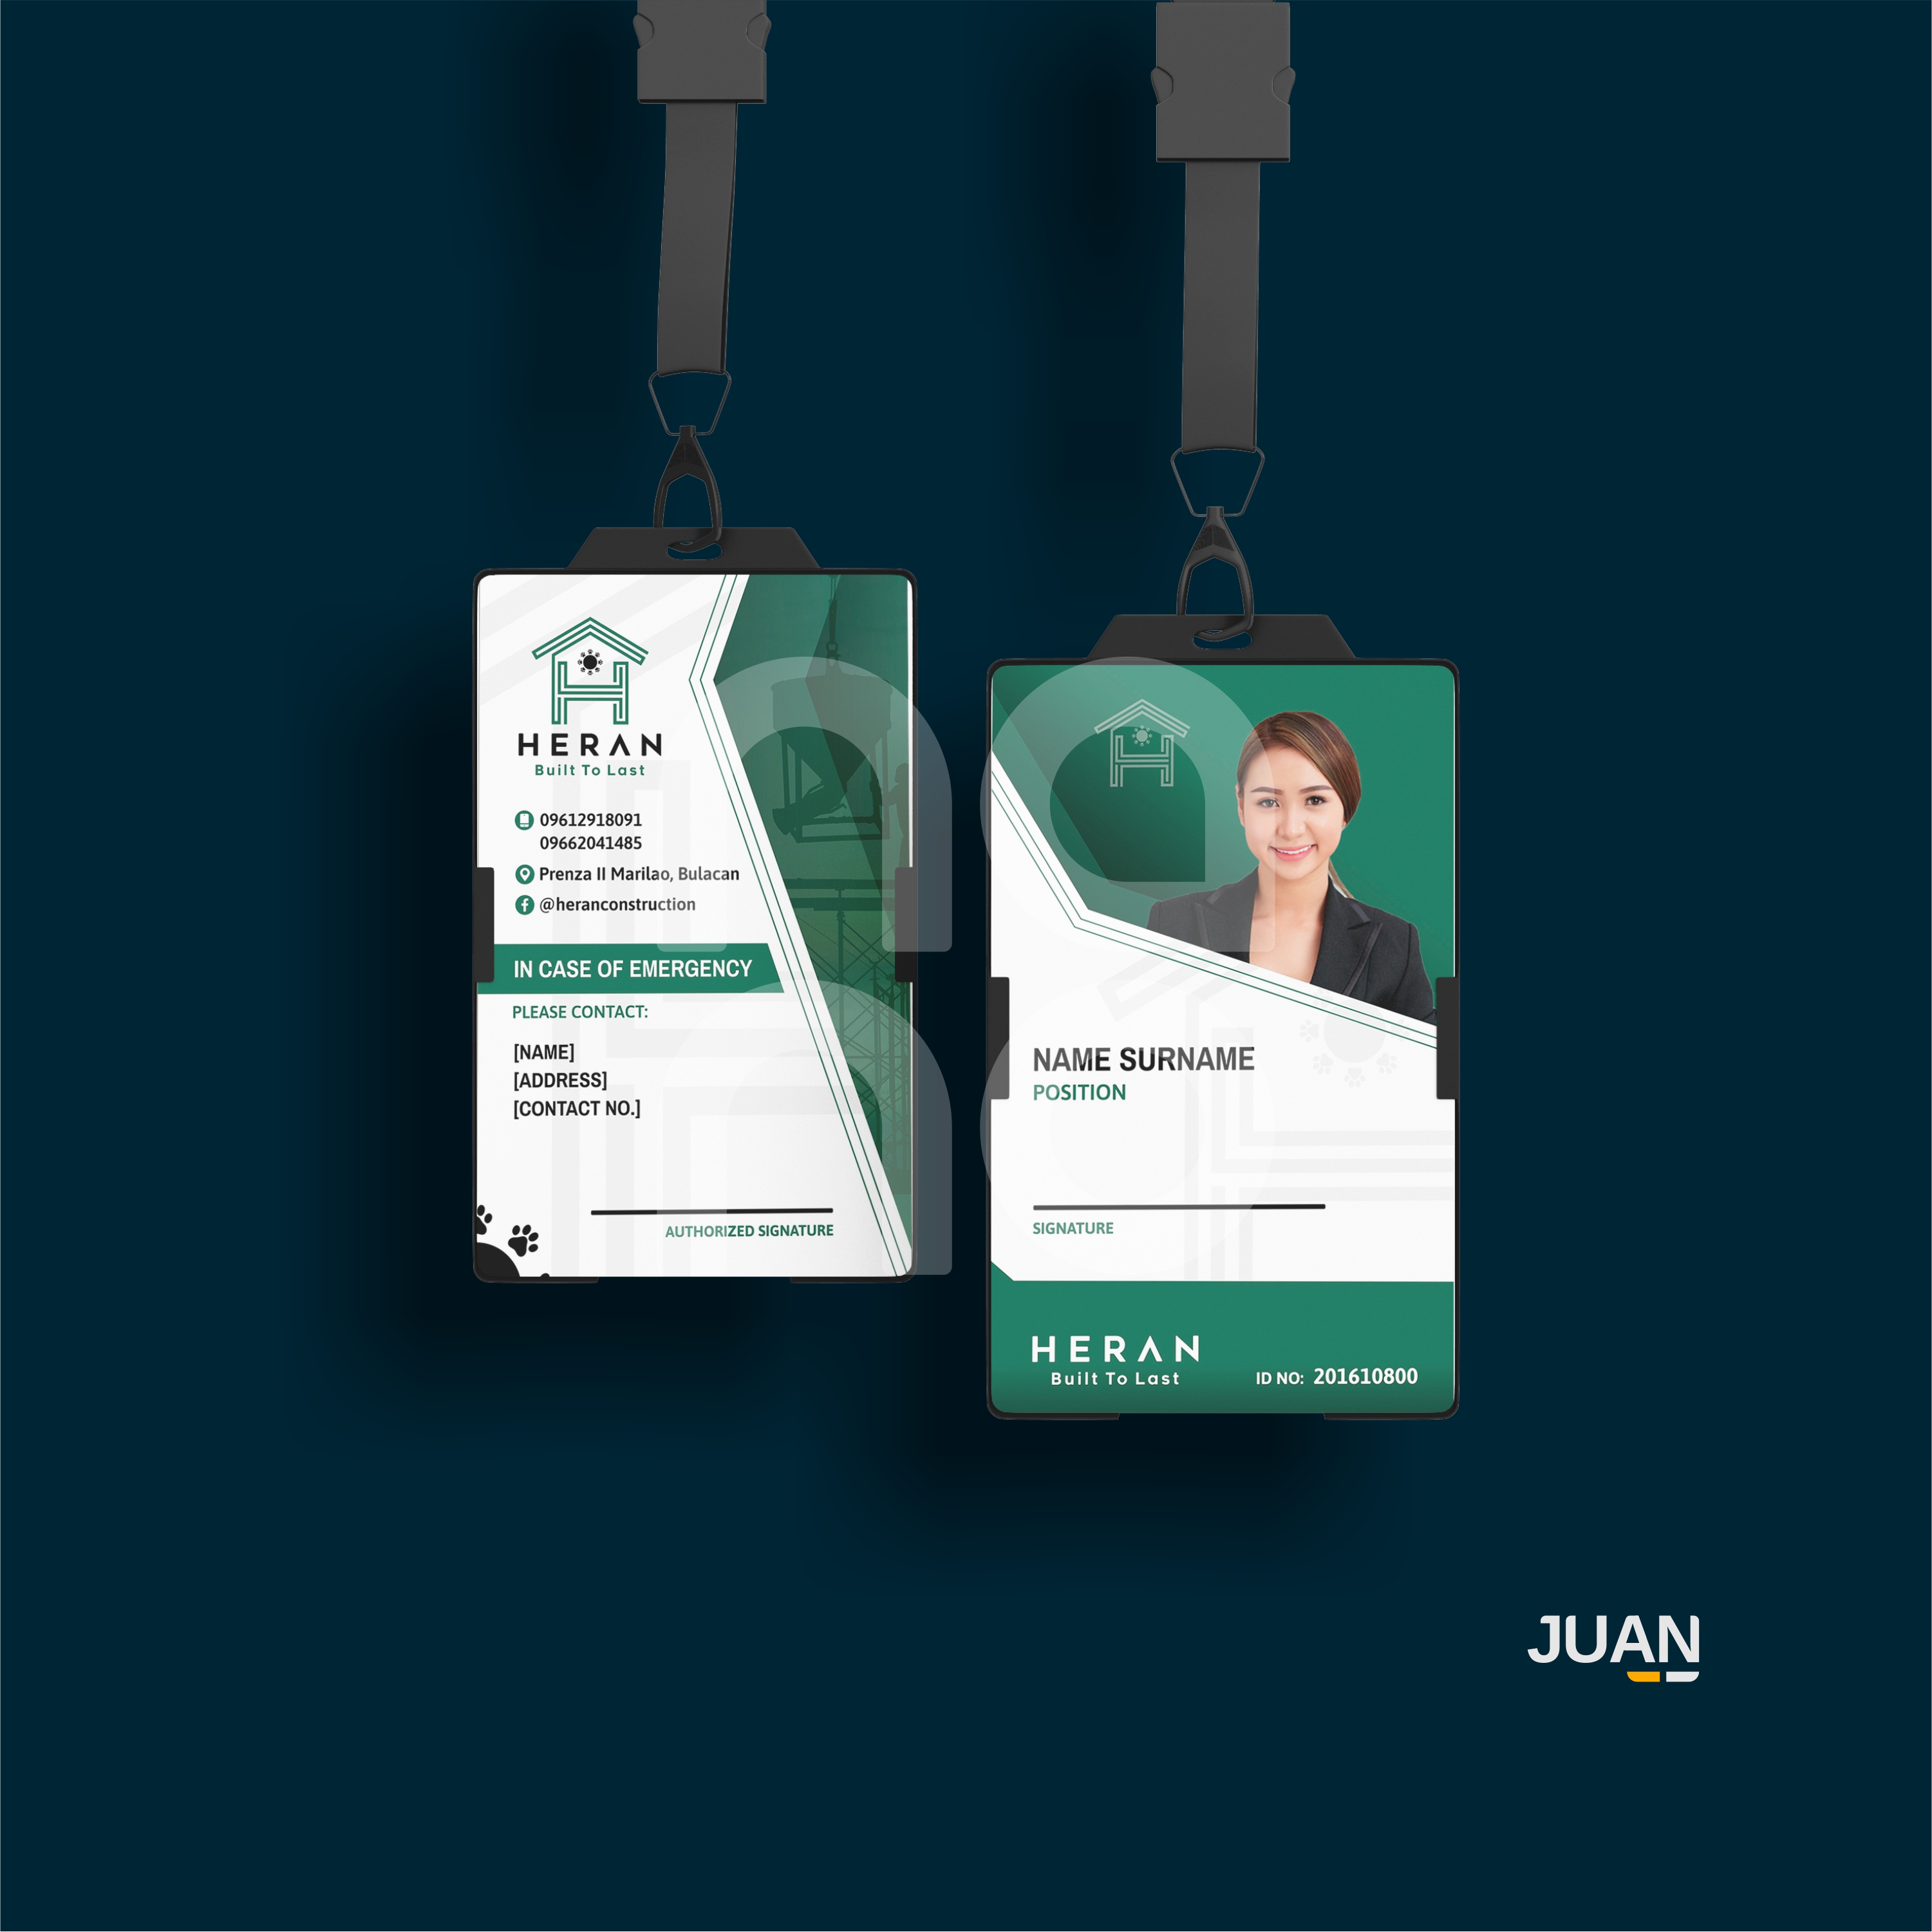 HERAN
Built To Last
09612918091
09662041485
Prenza II Marilao, Bulacan
@heranconstruction
IN CASE OF EMERGENCY
PLEASE CONTACT:
[NAME]
[ADDRESS]
[CONTACT NO.]
AUTHORIZED SIGNATURE
NAME SURNAME
POSITION
SIGNATURE
HERAN
Built To Last
ID NO: 201610800
JUAN